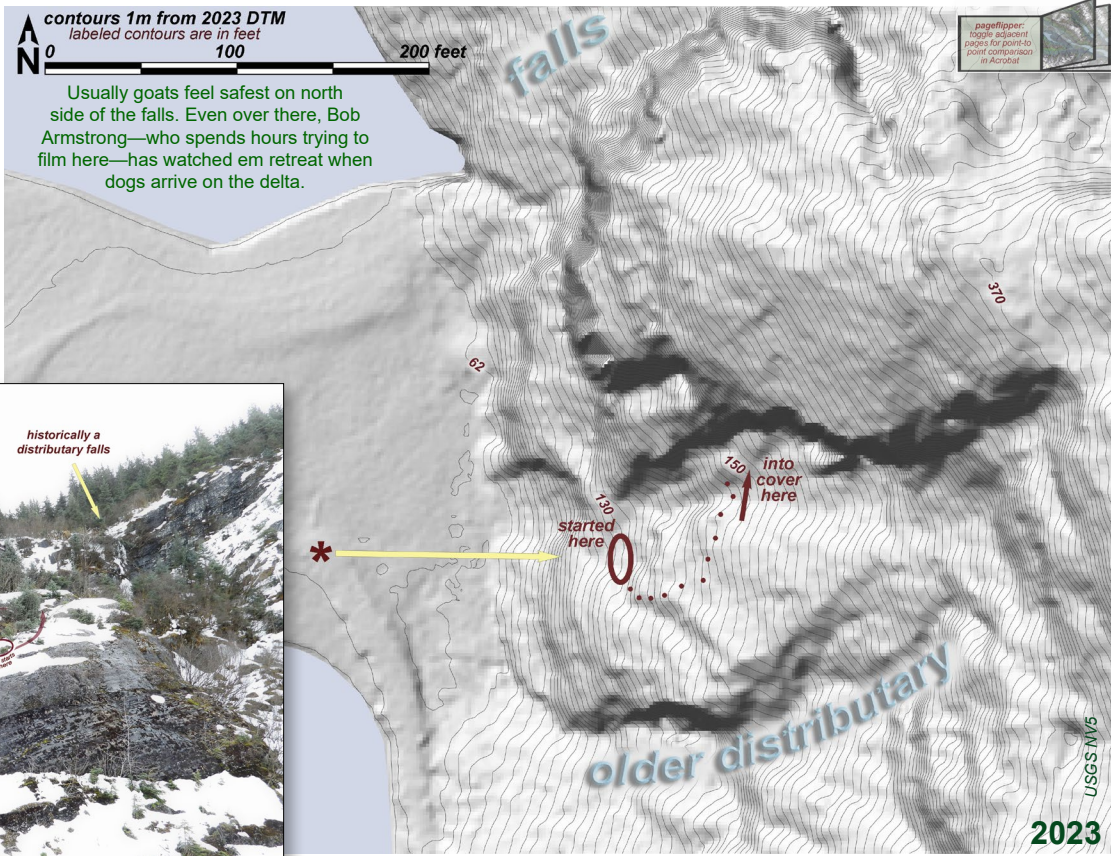 contours 1m from 2023 DTM
labeled contours are in feet
N
0 100 200 feet
Usually goats feel safest on north
side of the falls. Even over there, Bob
Armstrong—who spends hours trying to
film here—has watched em retreat when
dogs arrive on the delta.
falls
pageflipper:
toggle adjacent
pages for point-to
point comparison
in Acrobat
370
62
historically a
distributary falls
150
into
cover
here
130
started
here
*
starts
here
older distributary
USGS NV5
2023